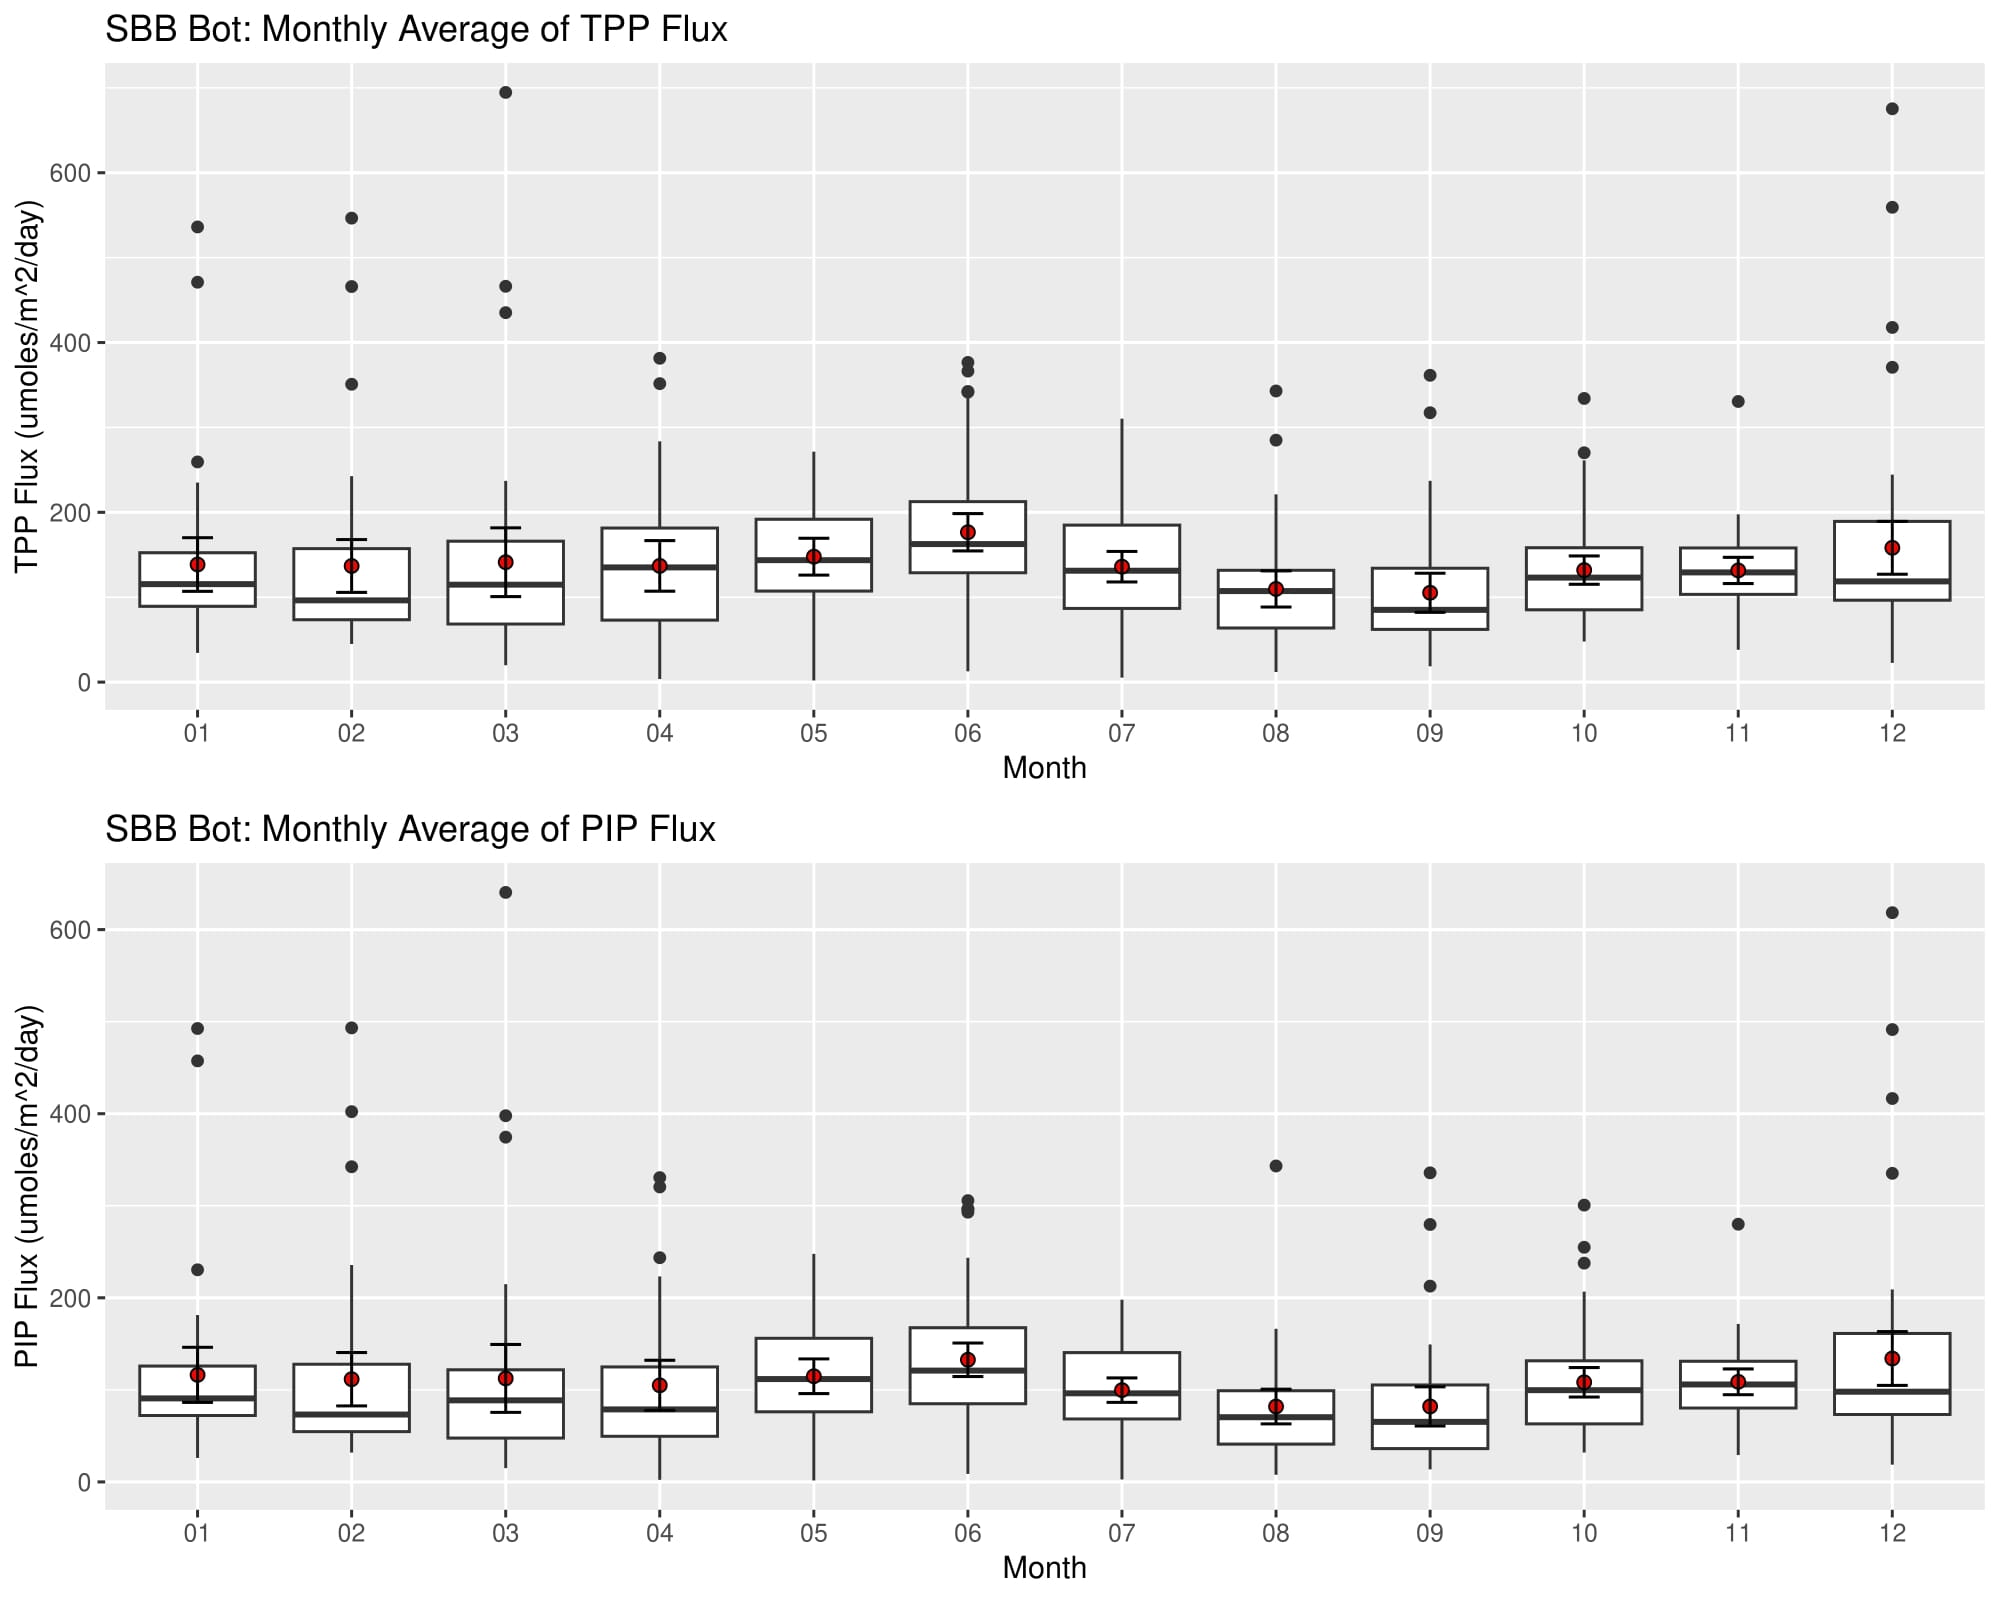 SBB Bot: Monthly Average of TPP Flux
TPP Flux (umoles/m^2/day)
600
400
200
0
01 02 03 04 05 06 07 08 09 10 11 12
Month
SBB Bot: Monthly Average of PIP Flux
PIP Flux (umoles/m^2/day)
600
400
200
0
01 02 03 04 05 06 07 08 09 10 11 12
Month